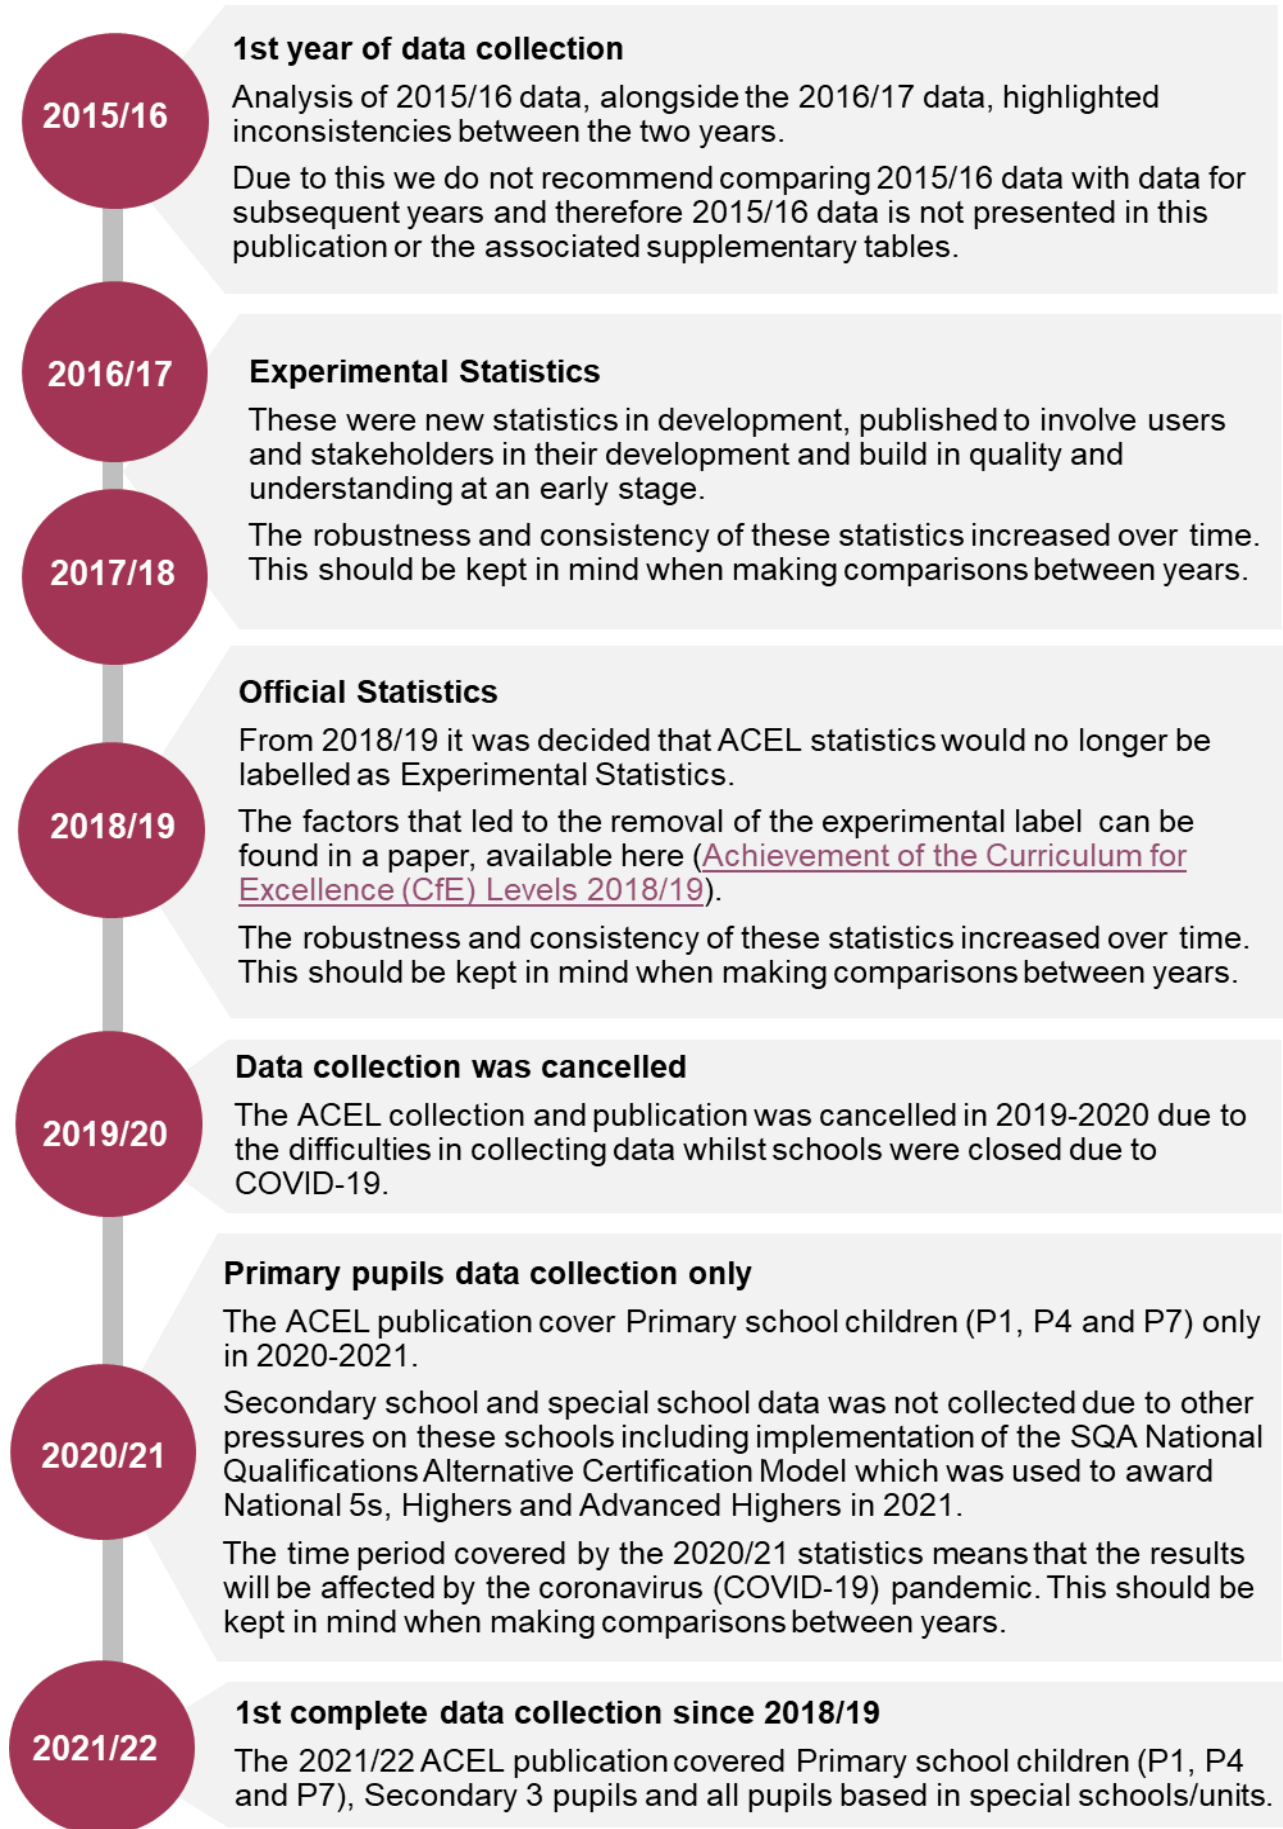 2015/16
1st year of data collection
Analysis of 2015/16 data, alongside the 2016/17 data, highlighted
inconsistencies between the two years.
Due to this we do not recommend comparing 2015/16 data with data for
subsequent years and therefore 2015/16 data is not presented in this
publication or the associated supplementary tables.
2016/17
2017/18
Experimental Statistics
These were new statistics in development, published to involve users
and stakeholders in their development and build in quality and
understanding at an early stage.
The robustness and consistency of these statistics increased over time.
This should be kept in mind when making comparisons between years.
2018/19
Official Statistics
From 2018/19 it was decided that ACEL statistics would no longer be
labelled as Experimental Statistics.
The factors that led to the removal of the experimental label can be
found in a paper, available here (Achievement of the Curriculum for
Excellence (CfE) Levels 2018/19).
The robustness and consistency of these statistics increased over time.
This should be kept in mind when making comparisons between years.
2019/20
Data collection was cancelled
The ACEL collection and publication was cancelled in 2019-2020 due to
the difficulties in collecting data whilst schools were closed due to
COVID-19.
2020/21
Primary pupils data collection only
The ACEL publication cover Primary school children (P1, P4 and P7) only
in 2020-2021.
Secondary school and special school data was not collected due to other
pressures on these schools including implementation of the SQA National
Qualifications Alternative Certification Model which was used to award
National 5s, Highers and Advanced Highers in 2021.
The time period covered by the 2020/21 statistics means that the results
will be affected by the coronavirus (COVID-19) pandemic. This should be
kept in mind when making comparisons between years.
2021/22
1st complete data collection since 2018/19
The 2021/22 ACEL publication covered Primary school children (P1, P4
and P7), Secondary 3 pupils and all pupils based in special schools/units.